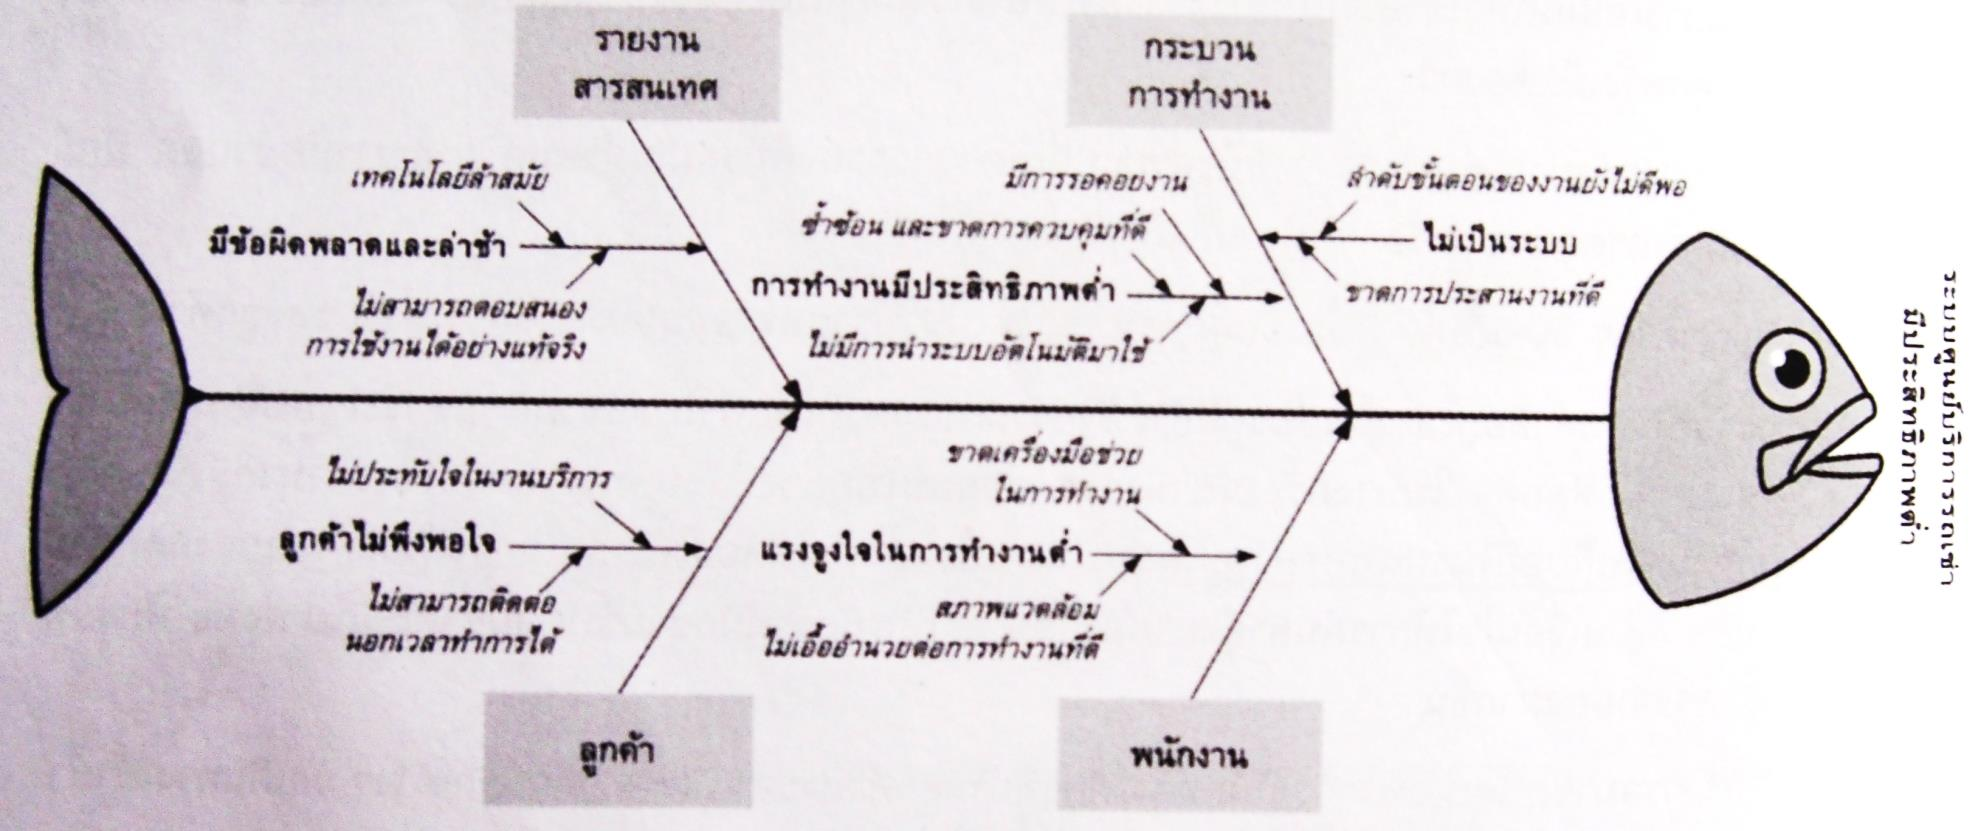 รายงาน
สารสนเทศ
กระบวน
การทำงาน
เทคโนโลยีล้าสมัย
มีข้อผิดพลาดและล่าช้า
ไม่สามารถตอบสนอง
การใช้งานได้อย่างแท้จริง
มีการรอคอยงาน
ซ้ำซ้อน และขาดการควบคุมที่ดี
การทำงานมีประสิทธิภาพต่ำ
ไม่มีการนำระบบอัตโนมัติมาใช้
ลำดับขั้นตอนของงานยังไม่ดีพอ
ไม่เป็นระบบ
ขาดการประสานงานที่ดี
ไม่ประทับใจในงานบริการ
ลูกค้าไม่พึงพอใจ
ไม่สามารถติดต่อ
นอกเวลาทำการได้
ขาดเครื่องมือช่วย
ในการทำงาน
แรงจูงใจในการทำงานต่ำ
สภาพแวดล้อม
ไม่เอื้ออำนวยต่อการทำงานที่ดี
ลูกค้า
พนักงาน
ระบบศูนย์บริการรถเช่า
มีประสิทธิภาพต่ำ